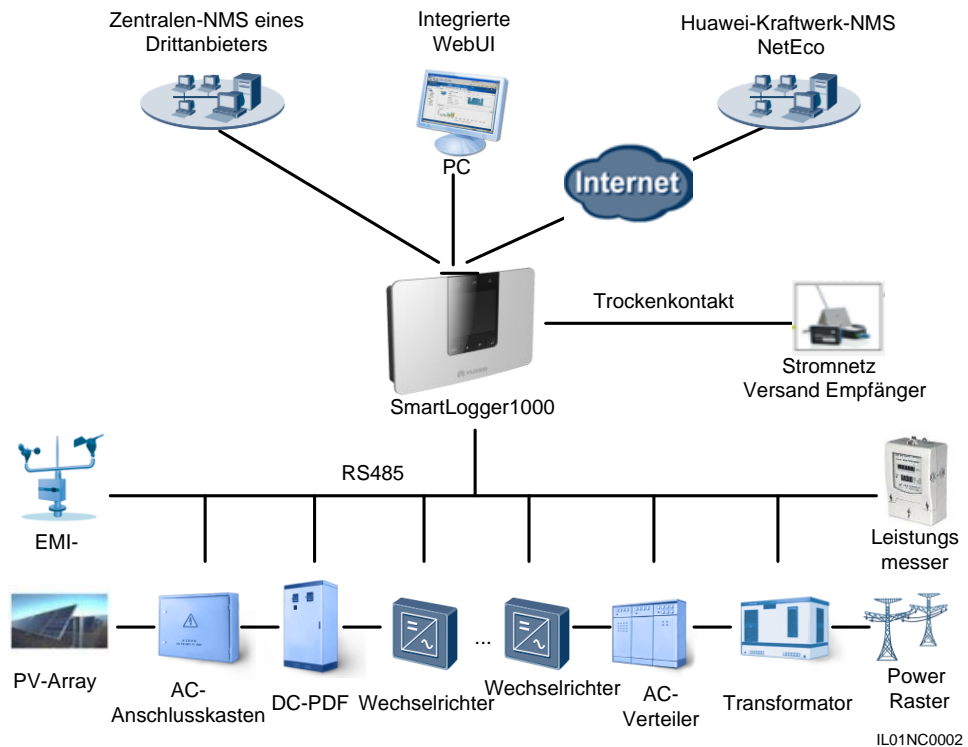 Zentralen-NMS eines
Drittanbieters
Integrierte
WebUI
Huawei-Kraftwerk-NMS
NetEco
PC
Internet
Trockenkontakt
Stromnetz
Versand Empfänger
SmartLogger1000
RS485
EMI-
Leistungs
messer
PV-Array
AC-
Anschlusskasten
DC-PDF
Wechselrichter
...
Wechselrichter
AC-
Verteiler
Transformator
Power
Raster
IL01NC0002